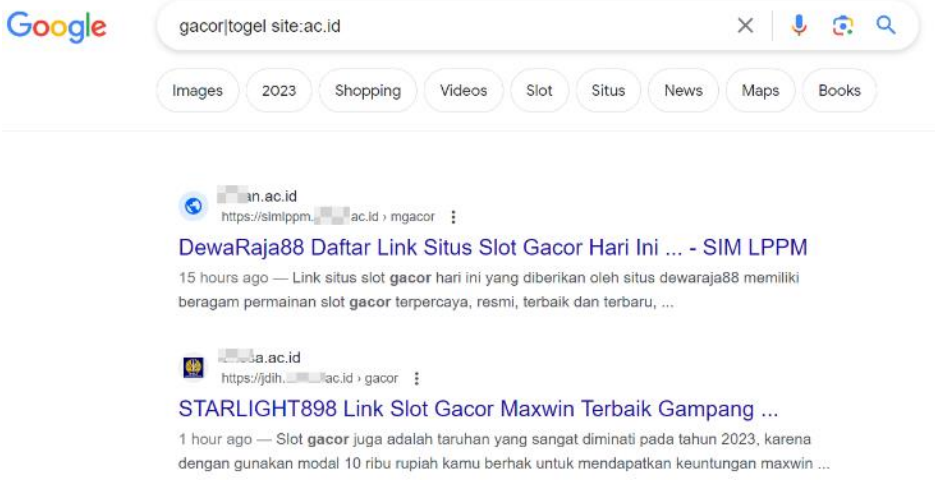 Google
gacor|togel site:ac.id
Images 2023 Shopping Videos Slot Situs News Maps Books
an.ac.id
https://simlppm. ac.id › mgacor
DewaRaja88 Daftar Link Situs Slot Gacor Hari Ini ... - SIM LPPM
15 hours ago — Link situs slot gacor hari ini yang diberikan oleh situs dewaraja88 memiliki
beragam permainan slot gacor terpercaya, resmi, terbaik dan terbaru, ...
a.ac.id
https://jdih. ac.id › gacor
STARLIGHT898 Link Slot Gacor Maxwin Terbaik Gampang ...
1 hour ago — Slot gacor juga adalah taruhan yang sangat diminati pada tahun 2023, karena
dengan gunakan modal 10 ribu rupiah kamu berhak untuk mendapatkan keuntungan maxwin ...